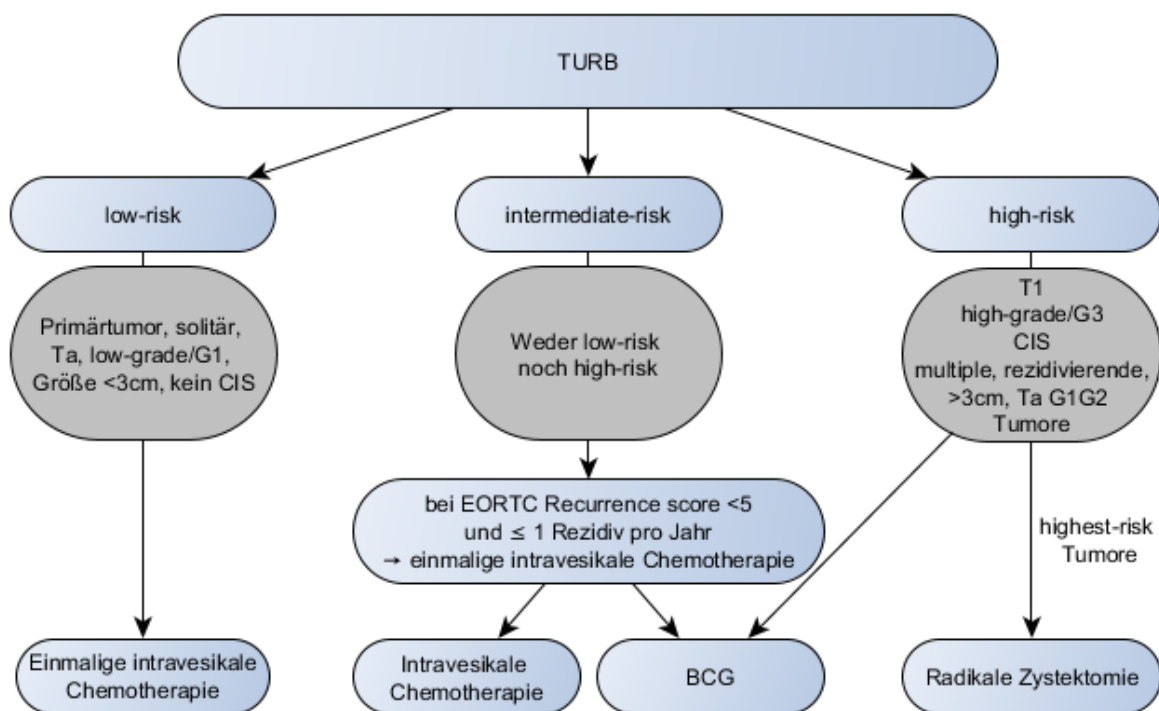 TURB
low-risk
intermediate-risk
high-risk
Primärtumor, solitär,
Ta, low-grade/G1,
Größe <3cm, kein CIS
Weder low-risk
noch high-risk
T1
high-grade/G3
CIS
multiple, rezidivierende,
>3cm, Ta G1G2
Tumore
bei EORTC Recurrence score <5
und ≤ 1 Rezidiv pro Jahr
→ einmalige intravesikale Chemotherapie
highest-risk
Tumore
Einmalige intravesikale
Chemotherapie
Intravesikale
Chemotherapie
BCG
Radikale Zystektomie